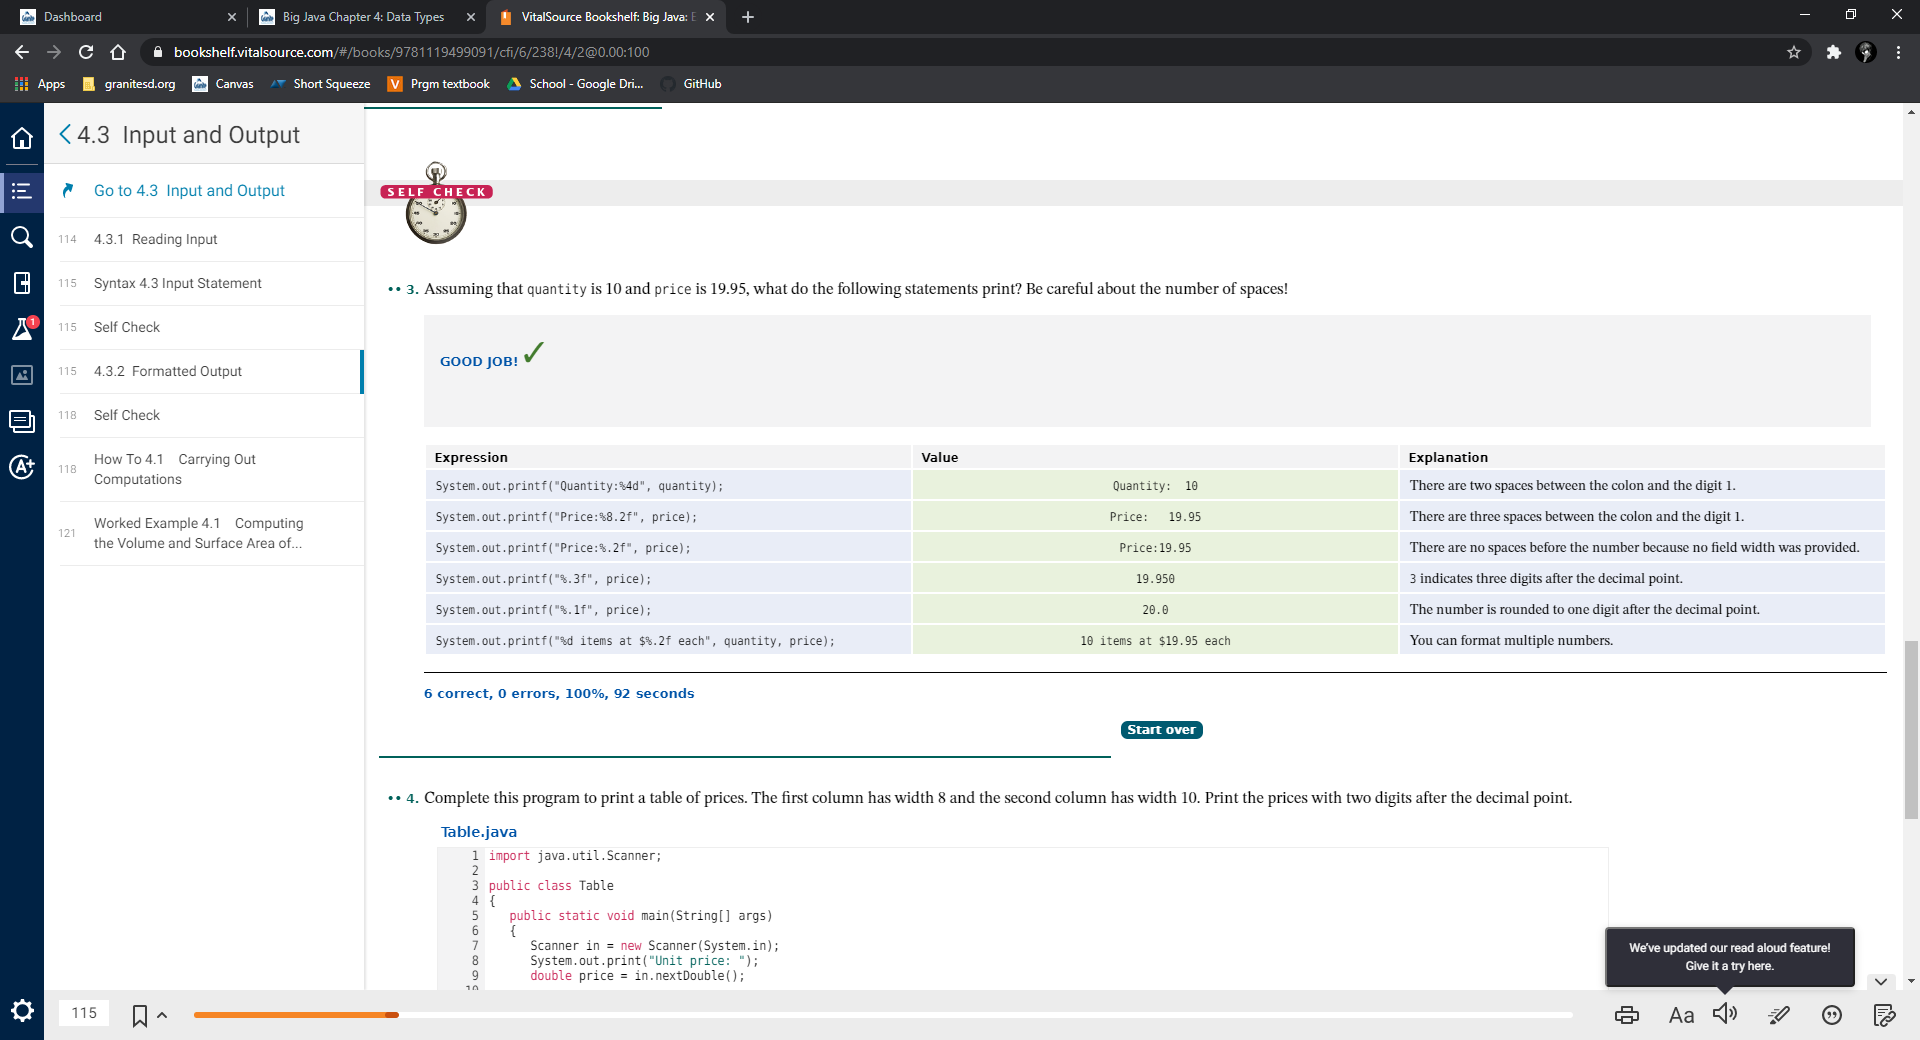 Dashboard
Big Java Chapter 4: Data Types
VitalSource Bookshelf: Big Java: E
bookshelf.vitalsource.com/#/books/9781119499091/cfi/6/238!/4/2@0.00:100
Apps
granitesd.org
Canvas
Short Squeeze
Prgm textbook
School - Google Dri...
GitHub
4.3 Input and Output
Go to 4.3 Input and Output
114 4.3.1 Reading Input
115 Syntax 4.3 Input Statement
115 Self Check
115 4.3.2 Formatted Output
118 Self Check
118 How To 4.1 Carrying Out
Computations
121 Worked Example 4.1 Computing
the Volume and Surface Area of...
1
SELF CHECK
•• 3. Assuming that quantity is 10 and price is 19.95, what do the following statements print? Be careful about the number of spaces!
GOOD JOB!
Expression Value Explanation
System.out.printf("Quantity:%4d", quantity); Quantity:  10 There are two spaces between the colon and the digit 1.
System.out.printf("Price:%8.2f", price); Price:   19.95 There are three spaces between the colon and the digit 1.
System.out.printf("Price:%.2f", price); Price:19.95 There are no spaces before the number because no field width was provided.
System.out.printf("%.3f", price); 19.950 3 indicates three digits after the decimal point.
System.out.printf("%.1f", price); 20.0 The number is rounded to one digit after the decimal point.
System.out.printf("%d items at $%.2f each", quantity, price); 10 items at $19.95 each You can format multiple numbers.
6 correct, 0 errors, 100%, 92 seconds
Start over
•• 4. Complete this program to print a table of prices. The first column has width 8 and the second column has width 10. Print the prices with two digits after the decimal point.
Table.java
1 import java.util.Scanner;
2
3 public class Table
4 {
5 public static void main(String[] args)
6 {
7 Scanner in = new Scanner(System.in);
8 System.out.print("Unit price: ");
9 double price = in.nextDouble();
10
We've updated our read aloud feature!
Give it a try here.
115
Aa